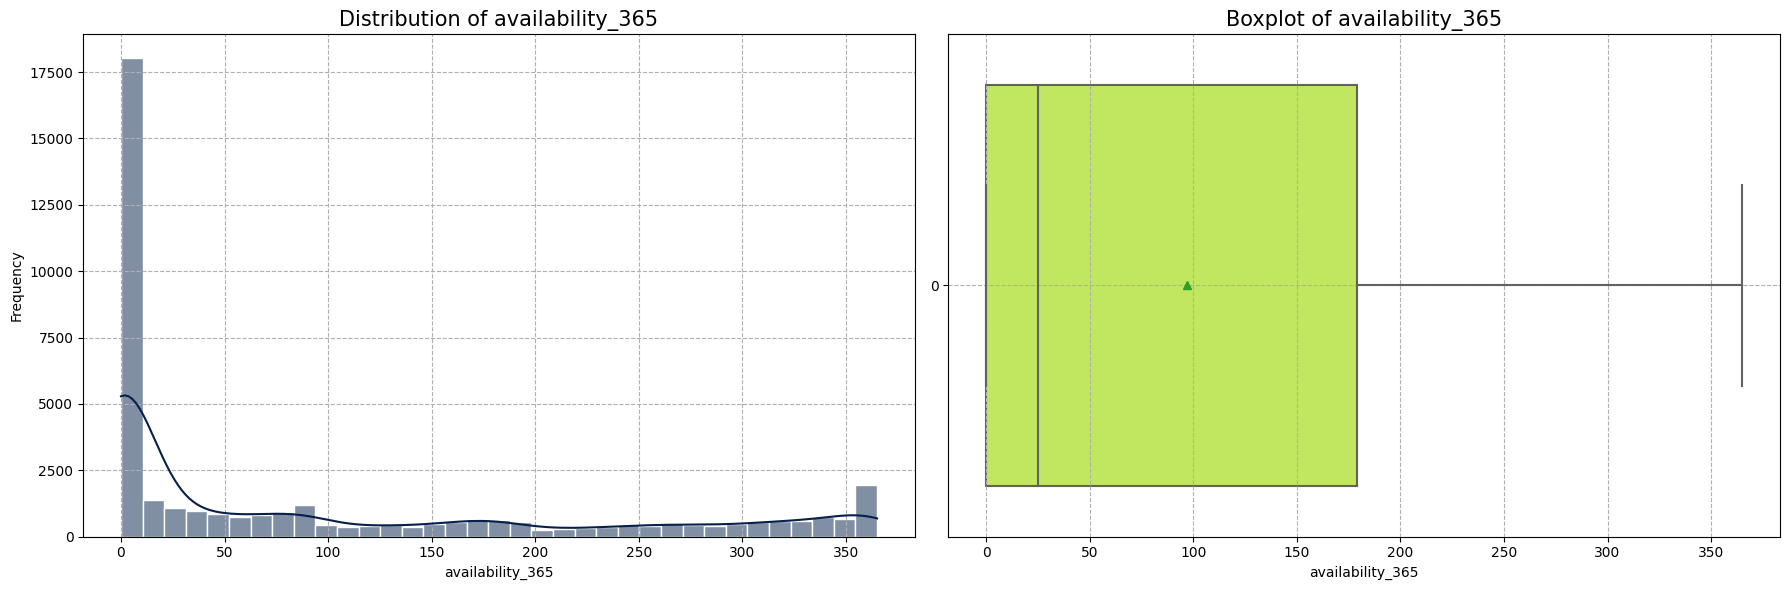 Distribution of availability_365
17500
15000
12500
10000
7500
5000
2500
0
Frequency
0 50 100 150 200 250 300 350
availability_365
Boxplot of availability_365
0
0 50 100 150 200 250 300 350
availability_365